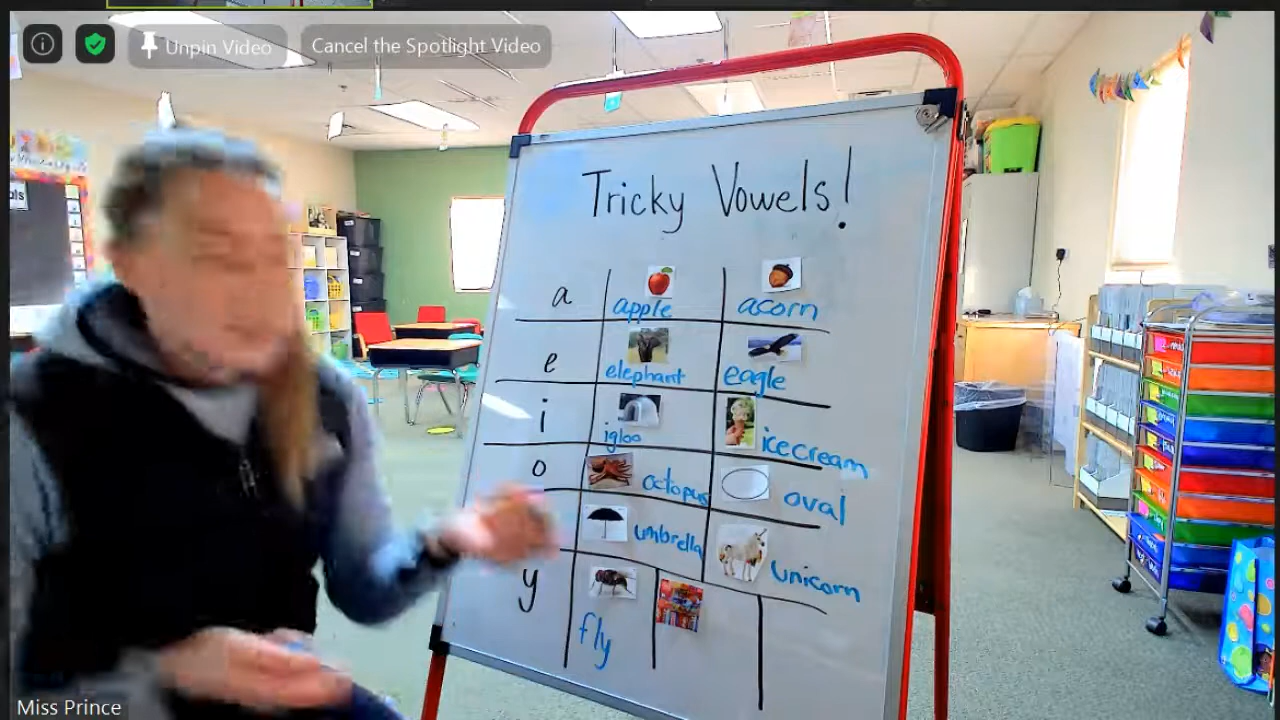 Unpin Video
Cancel the Spotlight Video
Tricky Vowels!
a apple acorn
e elephant eagle
i igloo icecream
o octopus oval
umbrella unicorn
y fly
Miss Prince